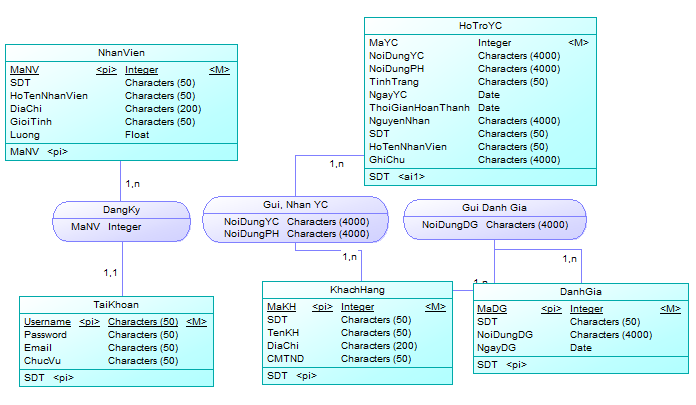 NhanVien
MaNV <pi> Integer <M>
SDT Characters (50)
HoTenNhanVien Characters (50)
DiaChi Characters (200)
GioiTinh Characters (50)
Luong Float
MaNV <pi>
HoTroYC
MaYC Integer <M>
NoiDungYC Characters (4000)
NoiDungPH Characters (4000)
TinhTrang Characters (50)
NgayYC Date
ThoiGianHoanThanh Date
NguyenNhan Characters (4000)
SDT Characters (50)
HoTenNhanVien Characters (50)
GhiChu Characters (4000)
SDT <ai1>
1,n
1,n
DangKy
MaNV Integer
Gui, Nhan YC
NoiDungYC Characters (4000)
NoiDungPH Characters (4000)
Gui Danh Gia
NoiDungDG Characters (4000)
1,1
1,n
1,n
1,n
TaiKhoan
Username <pi> Characters (50) <M>
Password Characters (50)
Email Characters (50)
ChucVu Characters (50)
SDT <pi>
KhachHang
MaKH <pi> Integer <M>
SDT Characters (50)
TenKH Characters (50)
DiaChi Characters (200)
CMTND Characters (50)
SDT <pi>
DanhGia
MaDG <pi> Integer <M>
SDT Characters (50)
NoiDungDG Characters (4000)
NgayDG Date
SDT <pi>